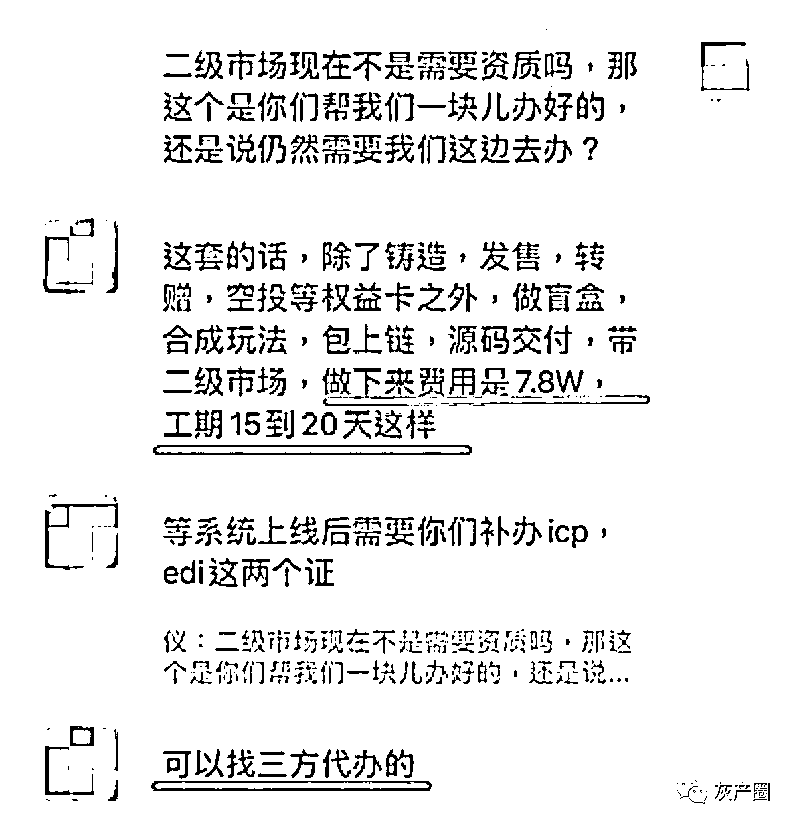 二级市场现在不是需要资质吗，那
这个是你们帮我们一块儿办好的，
还是说仍然需要我们这边去办？
这套的话，除了铸造，发售，转
赠，空投等权益卡之外，做盲盒，
合成玩法，包上链，源码交付，带
二级市场，做下来费用是7.8W，
工期15到20天这样
等系统上线后需要你们补办icp，
edi这两个证
仪：二级市场现在不是需要资质吗，那这
个是你们帮我们一块儿办好的，还是说...
可以找三方代办的
灰产圈